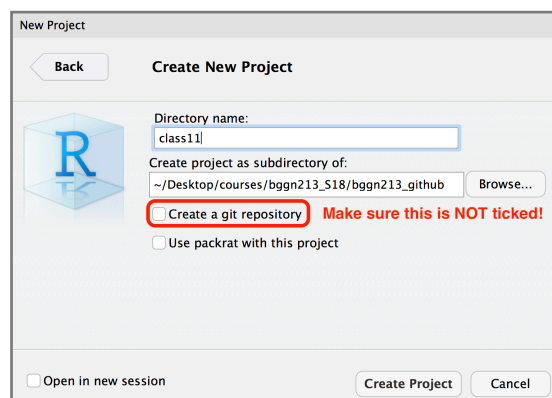 New Project
Back
Create New Project
R
Directory name:
class11
Create project as subdirectory of:
~/Desktop/courses/bggn213_S18/bggn213_github
Browse...
Create a git repository
Make sure this is NOT ticked!
Use packrat with this project
Open in new session
Create Project
Cancel